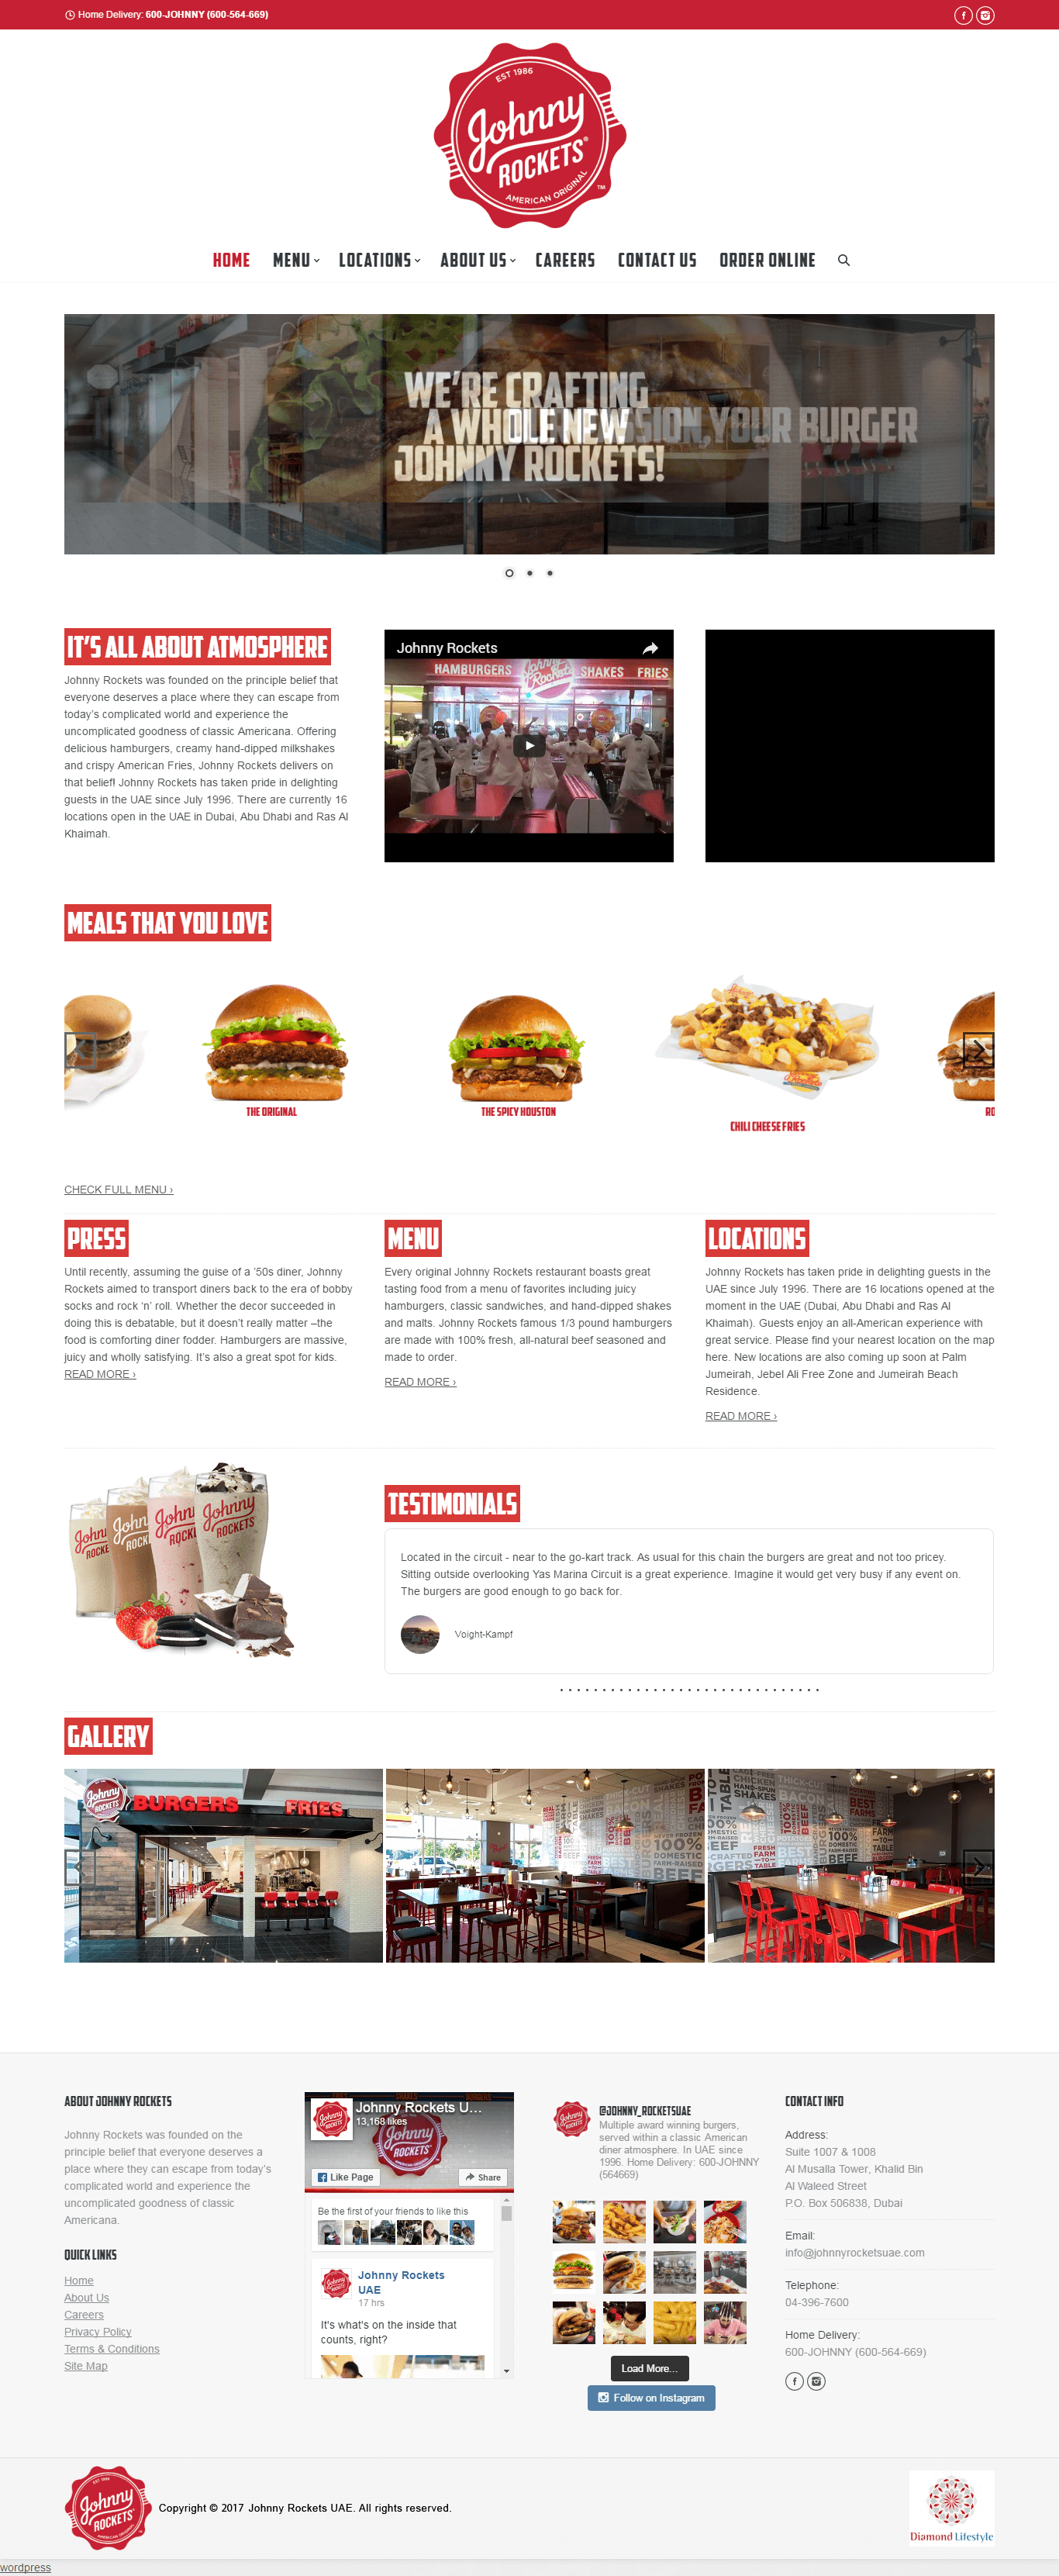 Home Delivery: 600-JOHNNY (600-564-669)
EST 1986
Johnny
ROCKETS®
AMERICAN ORIGINAL
TM
HOME MENU LOCATIONS ABOUT US CAREERS CONTACT US ORDER ONLINE
WE'RE CRAFTING
A WHOLE NEW
YOUR BURGER
JOHNNY ROCKETS!
IT'S ALL ABOUT ATMOSPHERE
Johnny Rockets was founded on the principle belief that
everyone deserves a place where they can escape from
today's complicated world and experience the
uncomplicated goodness of classic Americana. Offering
delicious hamburgers, creamy hand-dipped milkshakes
and crispy American Fries, Johnny Rockets delivers on
that belief! Johnny Rockets has taken pride in delighting
guests in the UAE since July 1996. There are currently 16
locations open in the UAE in Dubai, Abu Dhabi and Ras Al
Khaimah.
Johnny Rockets
HAMBURGERS SHAKES FRIES
MEALS THAT YOU LOVE
THE ORIGINAL
THE SPICY HOUSTON
CHILI CHEESE FRIES
RO
CHECK FULL MENU ›
PRESS
Until recently, assuming the guise of a '50s diner, Johnny
Rockets aimed to transport diners back to the era of bobby
socks and rock 'n' roll. Whether the decor succeeded in
doing this is debatable, but it doesn't really matter –the
food is comforting diner fodder. Hamburgers are massive,
juicy and wholly satisfying. It's also a great spot for kids.
READ MORE ›
MENU
Every original Johnny Rockets restaurant boasts great
tasting food from a menu of favorites including juicy
hamburgers, classic sandwiches, and hand-dipped shakes
and malts. Johnny Rockets famous 1/3 pound hamburgers
are made with 100% fresh, all-natural beef seasoned and
made to order.
READ MORE ›
LOCATIONS
Johnny Rockets has taken pride in delighting guests in the
UAE since July 1996. There are 16 locations opened at the
moment in the UAE (Dubai, Abu Dhabi and Ras Al
Khaimah). Guests enjoy an all-American experience with
great service. Please find your nearest location on the map
here. New locations are also coming up soon at Palm
Jumeirah, Jebel Ali Free Zone and Jumeirah Beach
Residence.
READ MORE ›
Johnny
ROCKETS
TESTIMONIALS
Located in the circuit - near to the go-kart track. As usual for this chain the burgers are great and not too pricey.
Sitting outside overlooking Yas Marina Circuit is a great experience. Imagine it would get very busy if any event on.
The burgers are good enough to go back for.
Voight-Kampf
GALLERY
Johnny
ROCKETS
BURGERS FRIES
ABOUT JOHNNY ROCKETS
Johnny Rockets was founded on the
principle belief that everyone deserves a
place where they can escape from today's
complicated world and experience the
uncomplicated goodness of classic
Americana.
QUICK LINKS
Home
About Us
Careers
Privacy Policy
Terms & Conditions
Site Map
Johnny Rockets U...
13,168 likes
Like Page
Share
Be the first of your friends to like this
Johnny Rockets
UAE
17 hrs
It's what's on the inside that
counts, right?
@JOHNNY_ROCKETSUAE
Multiple award winning burgers,
served within a classic American
diner atmosphere. In UAE since
1996. Home Delivery: 600-JOHNNY
(564669)
Load More...
Follow on Instagram
CONTACT INFO
Address:
Suite 1007 & 1008
Al Musalla Tower, Khalid Bin
Al Waleed Street
P.O. Box 506838, Dubai
Email:
info@johnnyrocketsuae.com
Telephone:
04-396-7600
Home Delivery:
600-JOHNNY (600-564-669)
Johnny
ROCKETS
Copyright © 2017 Johnny Rockets UAE. All rights reserved.
Diamond Lifestyle
wordpress